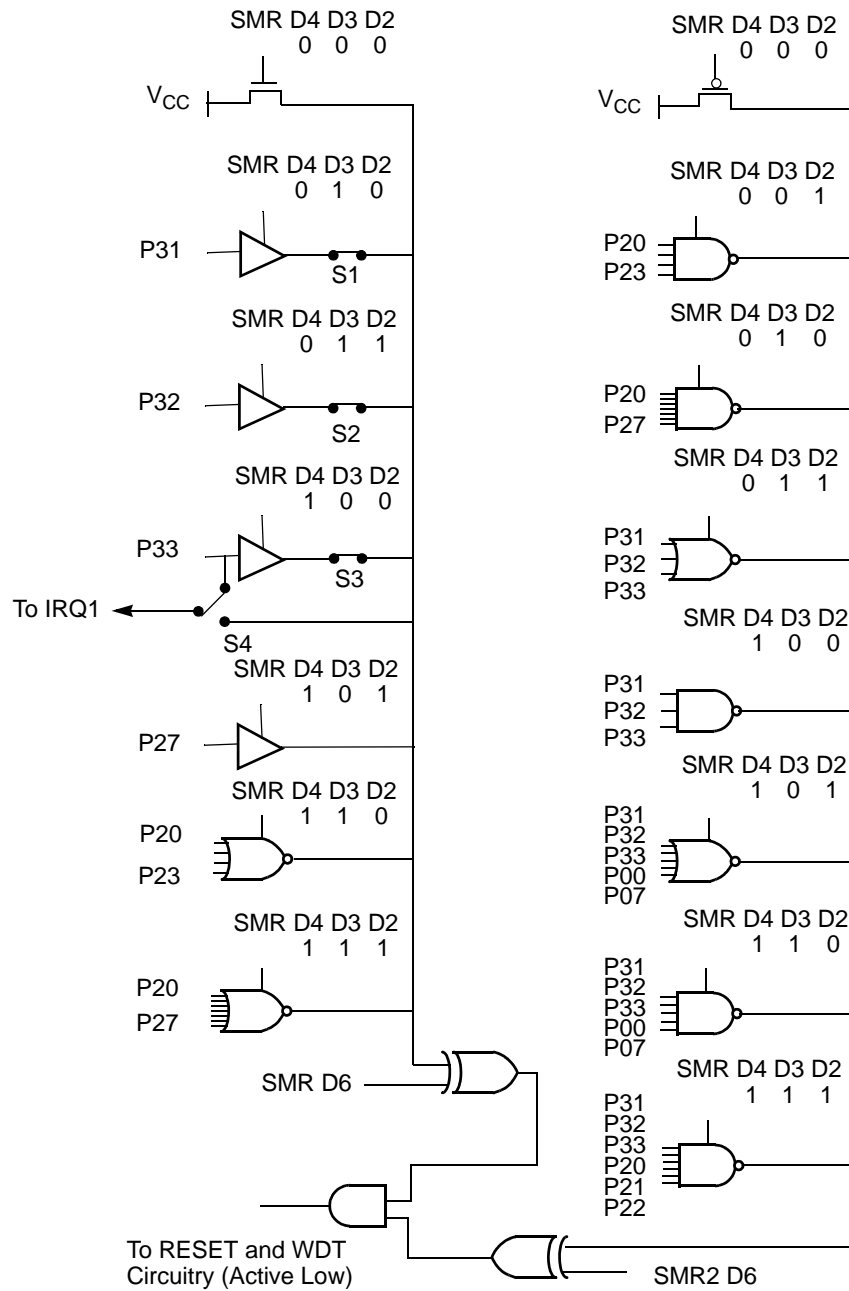 SMR D4 D3 D2
0 0 0
VCC
SMR D4 D3 D2
0 1 0
P31
S1
SMR D4 D3 D2
0 1 1
P32
S2
SMR D4 D3 D2
1 0 0
P33
S3
To IRQ1
S4
SMR D4 D3 D2
1 0 1
P27
SMR D4 D3 D2
1 1 0
P20
P23
SMR D4 D3 D2
1 1 1
P20
P27
SMR D6
To RESET and WDT
Circuitry (Active Low)
SMR D4 D3 D2
0 0 0
VCC
SMR D4 D3 D2
0 0 1
P20
P23
SMR D4 D3 D2
0 1 0
P20
P27
SMR D4 D3 D2
0 1 1
P31
P32
P33
SMR D4 D3 D2
1 0 0
P31
P32
P33
SMR D4 D3 D2
1 0 1
P31
P32
P33
P00
P07
SMR D4 D3 D2
1 1 0
P31
P32
P33
P00
P07
SMR D4 D3 D2
1 1 1
P31
P32
P33
P20
P21
P22
SMR2 D6